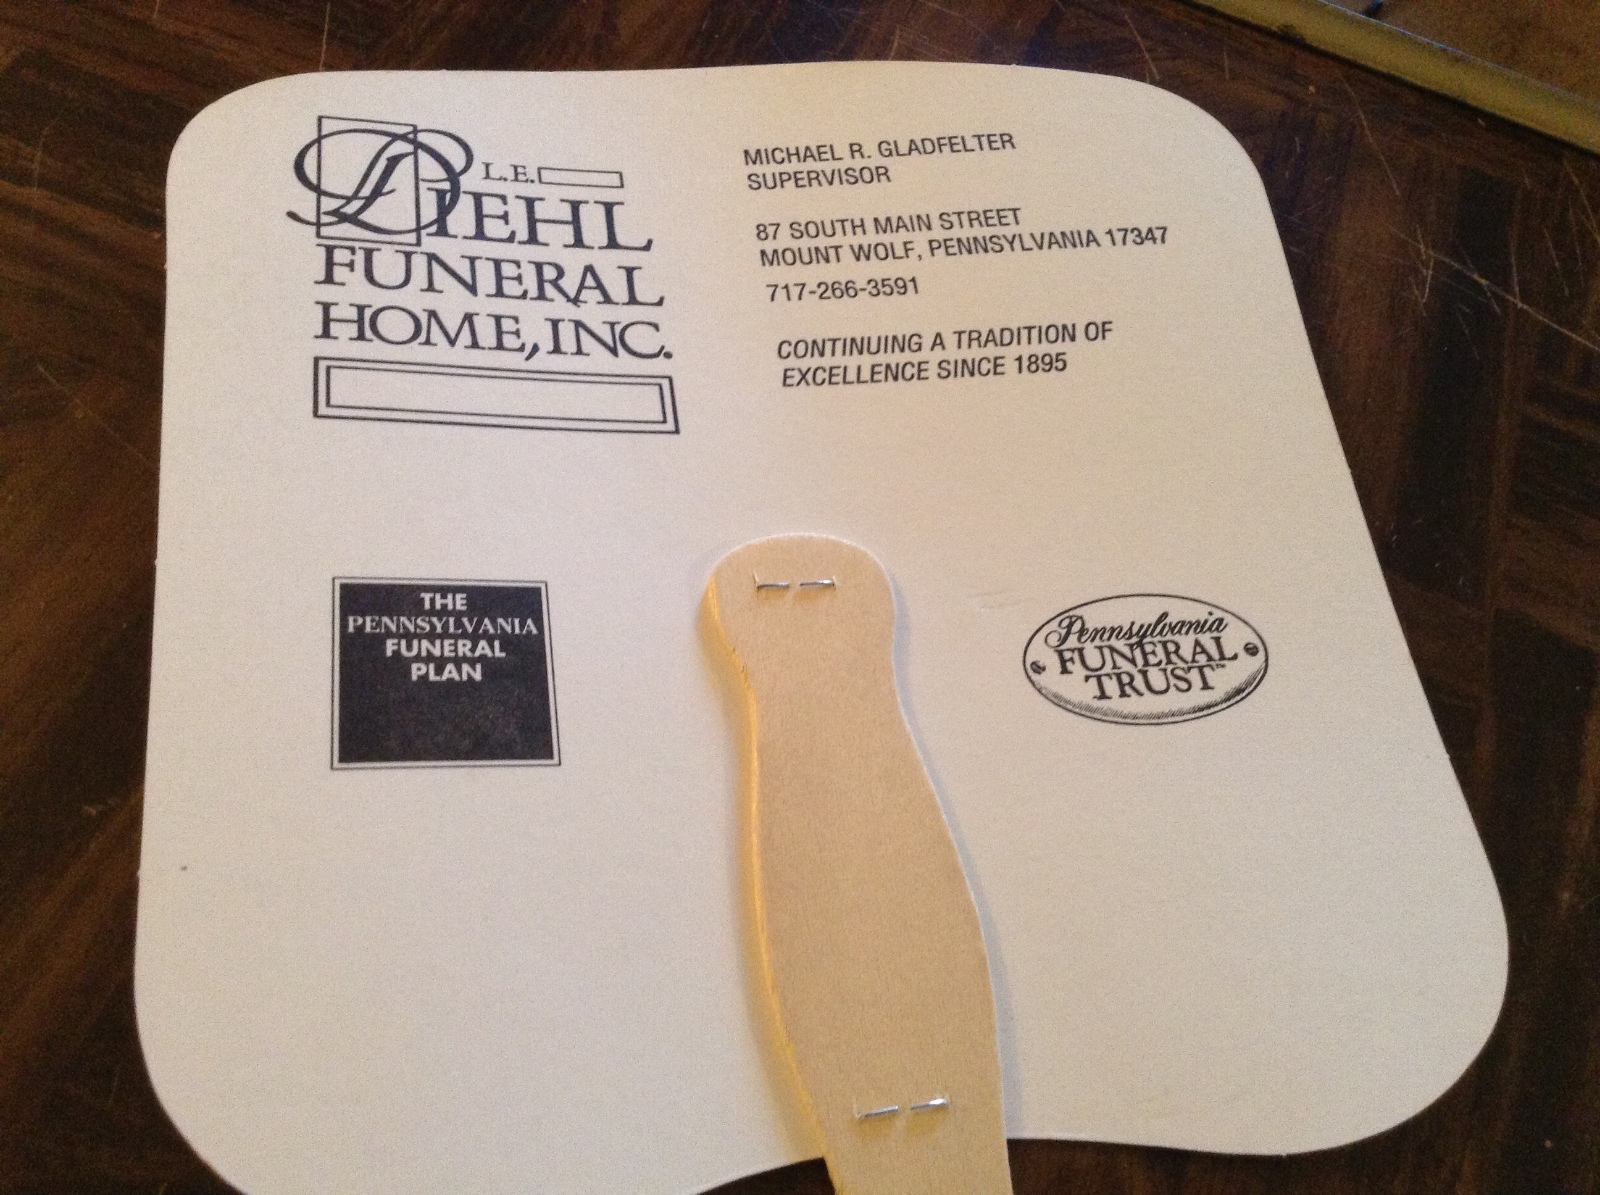 L.E.
DIEHL
FUNERAL
HOME, INC.
MICHAEL R. GLADFELTER
SUPERVISOR
87 SOUTH MAIN STREET
MOUNT WOLF, PENNSYLVANIA 17347
717-266-3591
CONTINUING A TRADITION OF
EXCELLENCE SINCE 1895
THE
PENNSYLVANIA
FUNERAL
PLAN
Pennsylvania
FUNERAL
TRUST™